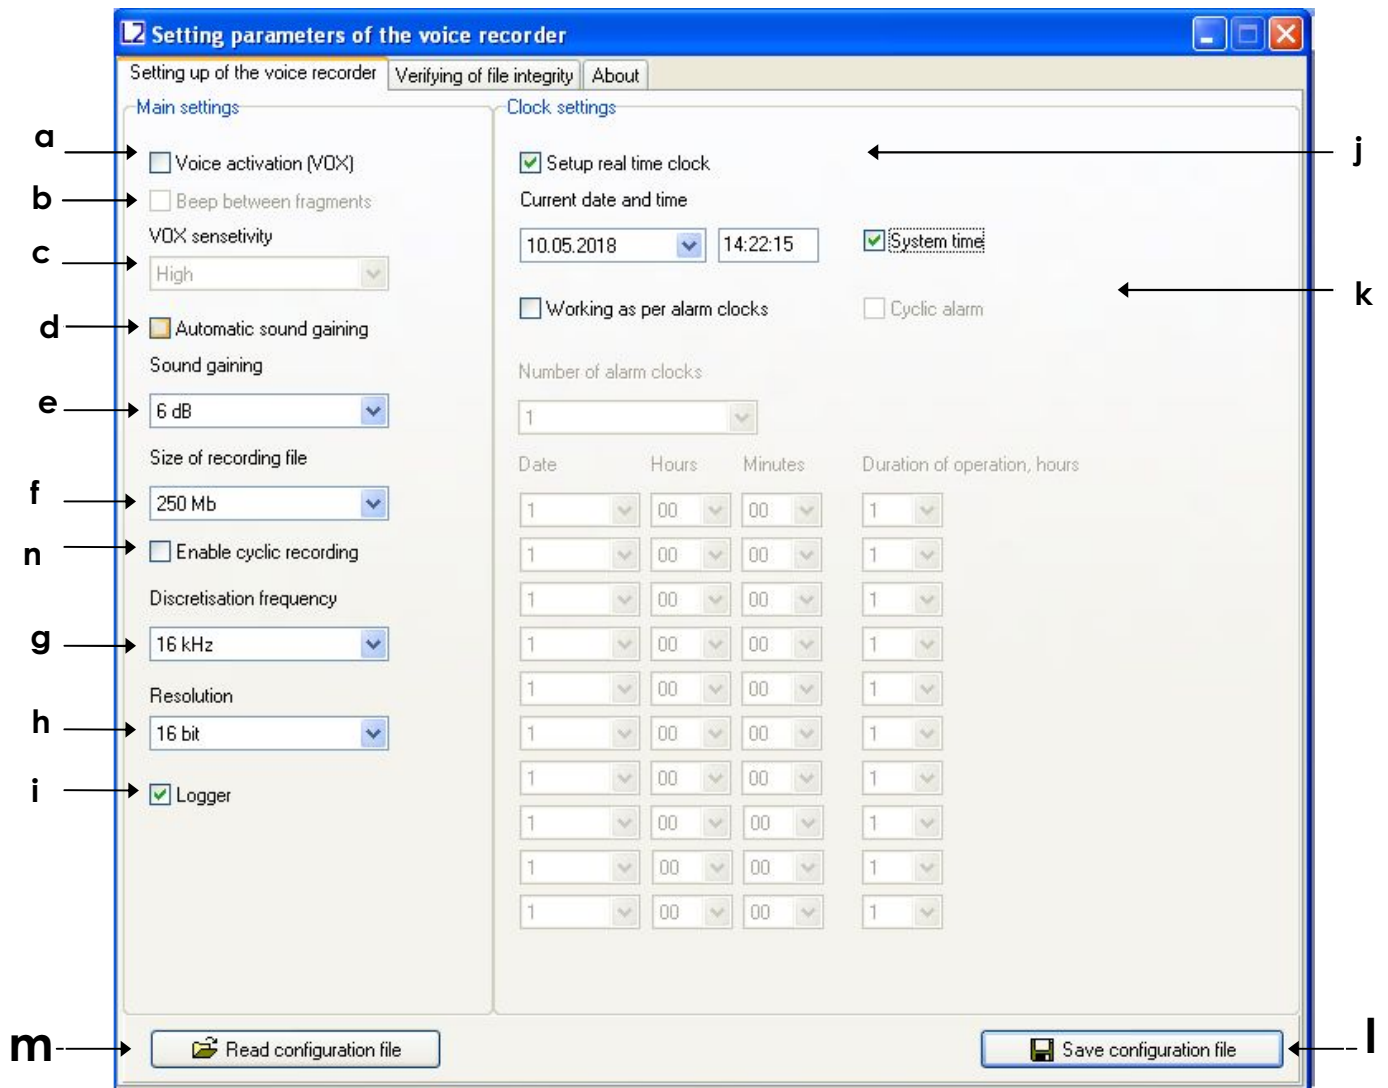 L2 Setting parameters of the voice recorder
Setting up of the voice recorder Verifying of file integrity About
Main settings
a
Voice activation (VOX)
b
Beep between fragments
VOX sensetivity
c
High
d
Automatic sound gaining
Sound gaining
e
6 dB
Size of recording file
f
250 Mb
n
Enable cyclic recording
Discretisation frequency
g
16 kHz
Resolution
h
16 bit
i
Logger
Clock settings
Setup real time clock
j
Current date and time
10.05.2018 14:22:15 System time
k
Working as per alarm clocks Cyclic alarm
Number of alarm clocks
1
Date Hours Minutes Duration of operation, hours
1 00 00 1
1 00 00 1
1 00 00 1
1 00 00 1
1 00 00 1
1 00 00 1
1 00 00 1
1 00 00 1
1 00 00 1
1 00 00 1
m
Read configuration file
Save configuration file
l